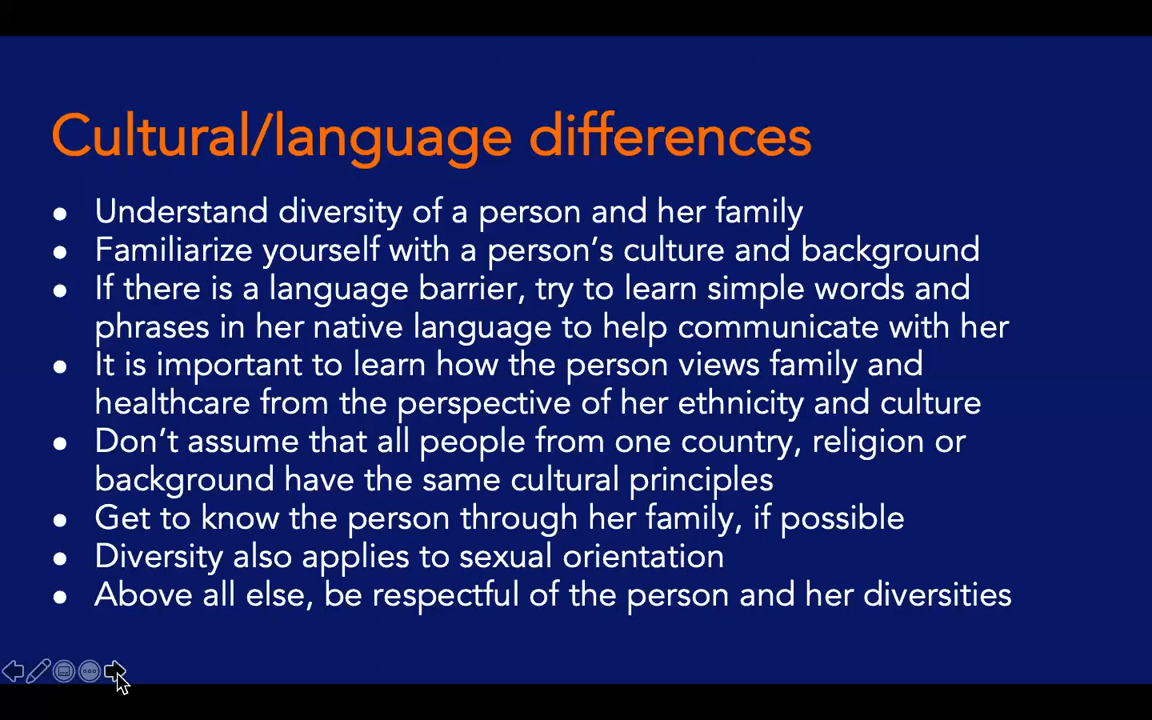 Cultural/language differences
● Understand diversity of a person and her family
● Familiarize yourself with a person's culture and background
● If there is a language barrier, try to learn simple words and
phrases in her native language to help communicate with her
● It is important to learn how the person views family and
healthcare from the perspective of her ethnicity and culture
● Don't assume that all people from one country, religion or
background have the same cultural principles
● Get to know the person through her family, if possible
● Diversity also applies to sexual orientation
● Above all else, be respectful of the person and her diversities